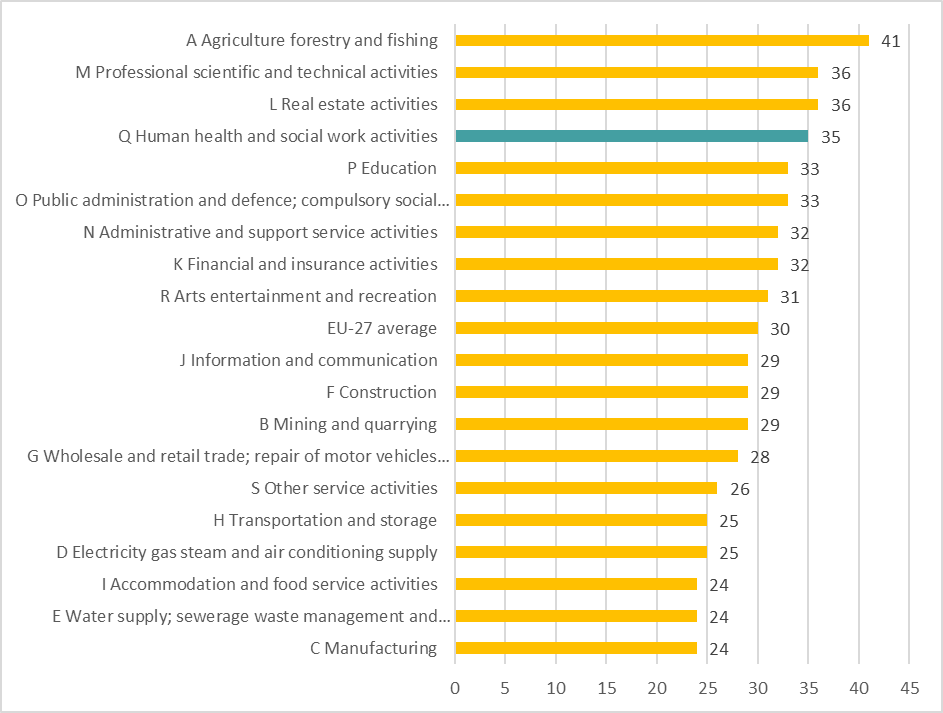 A Agriculture forestry and fishing 41
M Professional scientific and technical activities 36
L Real estate activities 36
Q Human health and social work activities 35
P Education 33
O Public administration and defence; compulsory social... 33
N Administrative and support service activities 32
K Financial and insurance activities 32
R Arts entertainment and recreation 31
EU-27 average 30
J Information and communication 29
F Construction 29
B Mining and quarrying 29
G Wholesale and retail trade; repair of motor vehicles... 28
S Other service activities 26
H Transportation and storage 25
D Electricity gas steam and air conditioning supply 25
I Accommodation and food service activities 24
E Water supply; sewerage waste management and... 24
C Manufacturing 24
0 5 10 15 20 25 30 35 40 45